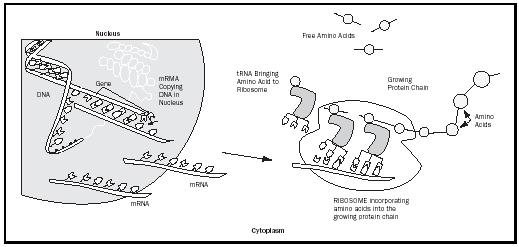 Nucleus
Free Amino Acids
mRMA
Copying
DNA in
Nucleus
Gene
DNA
tRNA Bringing
Amino Acid to
Ribosome
Growing
Protein Chain
Amino
Acids
mRNA
mRNA
RIBOSOME incorporating
amino acids into the
growing protein chain
Cytoplasm